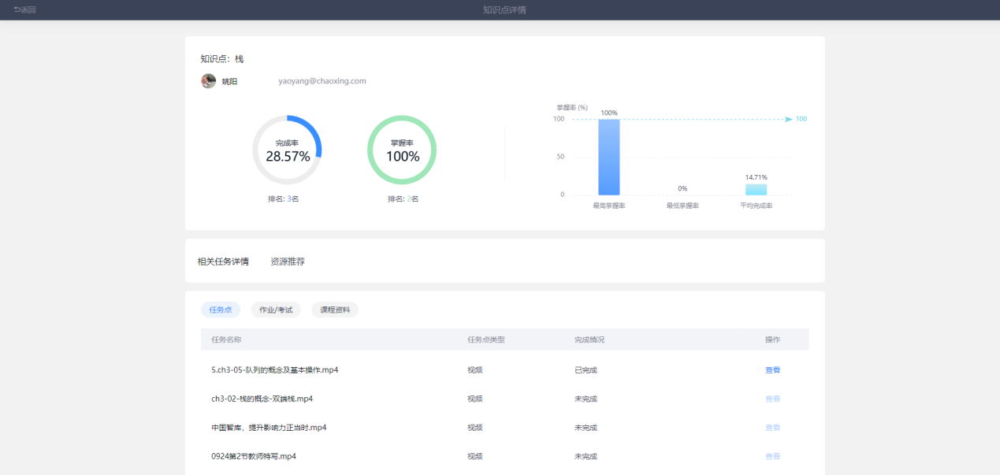 返回
知识点详情
知识点：栈
姚阳 yaoyang@chaoxing.com
完成率
28.57%
排名: 3名
掌握率
100%
排名: 2名
掌握率 (%)
100
50
0
100%
0%
14.71%
100
最高掌握率 最低掌握率 平均完成率
相关任务详情 资源推荐
任务点 作业/考试 课程资料
任务名称 任务点类型 完成情况 操作
5.ch3-05-队列的概念及基本操作.mp4 视频 已完成 查看
ch3-02-栈的概念-双端栈.mp4 视频 未完成 查看
中国智库，提升影响力正当时.mp4 视频 未完成 查看
0924第2节教师特写.mp4 视频 未完成 查看